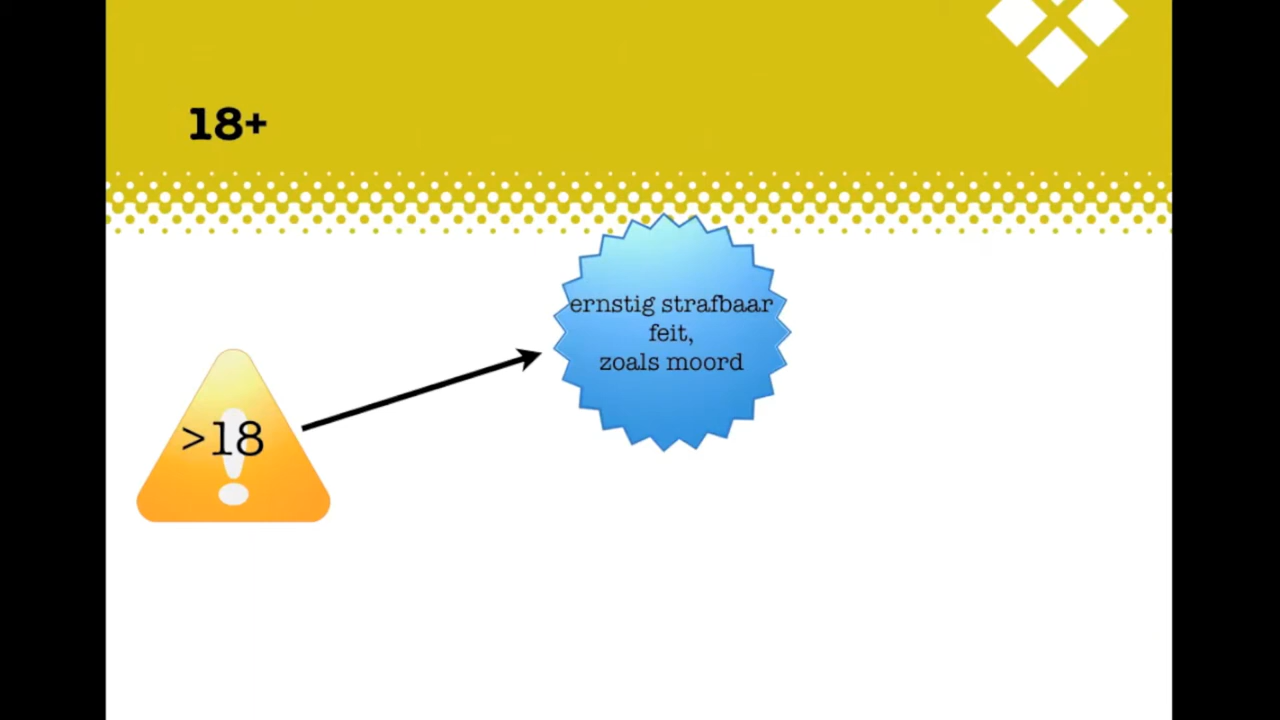 18+
ernstig strafbaar
feit,
zoals moord
>18